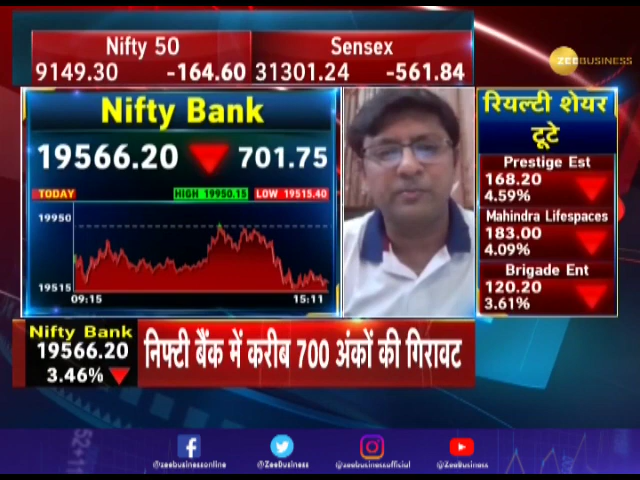 Nifty 50
9149.30 -164.60
Sensex
31301.24 -561.84
ZEEBUSINESS
Nifty Bank
19566.20 701.75
TODAY HIGH 19950.15 LOW 19515.40
19950
19515
09:15 15:11
रियल्टी शेयर
टूटे
Prestige Est
168.20
4.59%
Mahindra Lifespaces
183.00
4.09%
Brigade Ent
120.20
3.61%
Nifty Bank
19566.20
3.46%
निफ्टी बैंक में करीब 700 अंकों की गिरावट
@zeebusinessonline @ZeeBusiness @zeebusinessofficial @ZeeBusiness